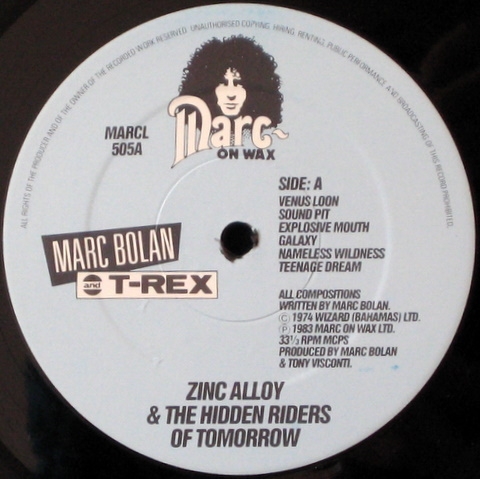 ALL RIGHTS OF THE PRODUCER AND OF THE OWNER OF THE RECORDED WORK RESERVED. UNAUTHORISED COPYING, HIRING, RENTING, PUBLIC PERFORMANCE AND BROADCASTING OF THIS RECORD PROHIBITED.
Marc
ON WAX
MARCL
505A
SIDE: A
VENUS LOON
SOUND PIT
EXPLOSIVE MOUTH
GALAXY
NAMELESS WILDNESS
TEENAGE DREAM
MARC BOLAN
and T-REX
ALL COMPOSITIONS
WRITTEN BY MARC BOLAN.
Ⓒ 1974 WIZARD (BAHAMAS) LTD.
Ⓟ 1983 MARC ON WAX LTD.
33⅓ RPM MCPS
PRODUCED BY MARC BOLAN
& TONY VISCONTI.
ZINC ALLOY
& THE HIDDEN RIDERS
OF TOMORROW